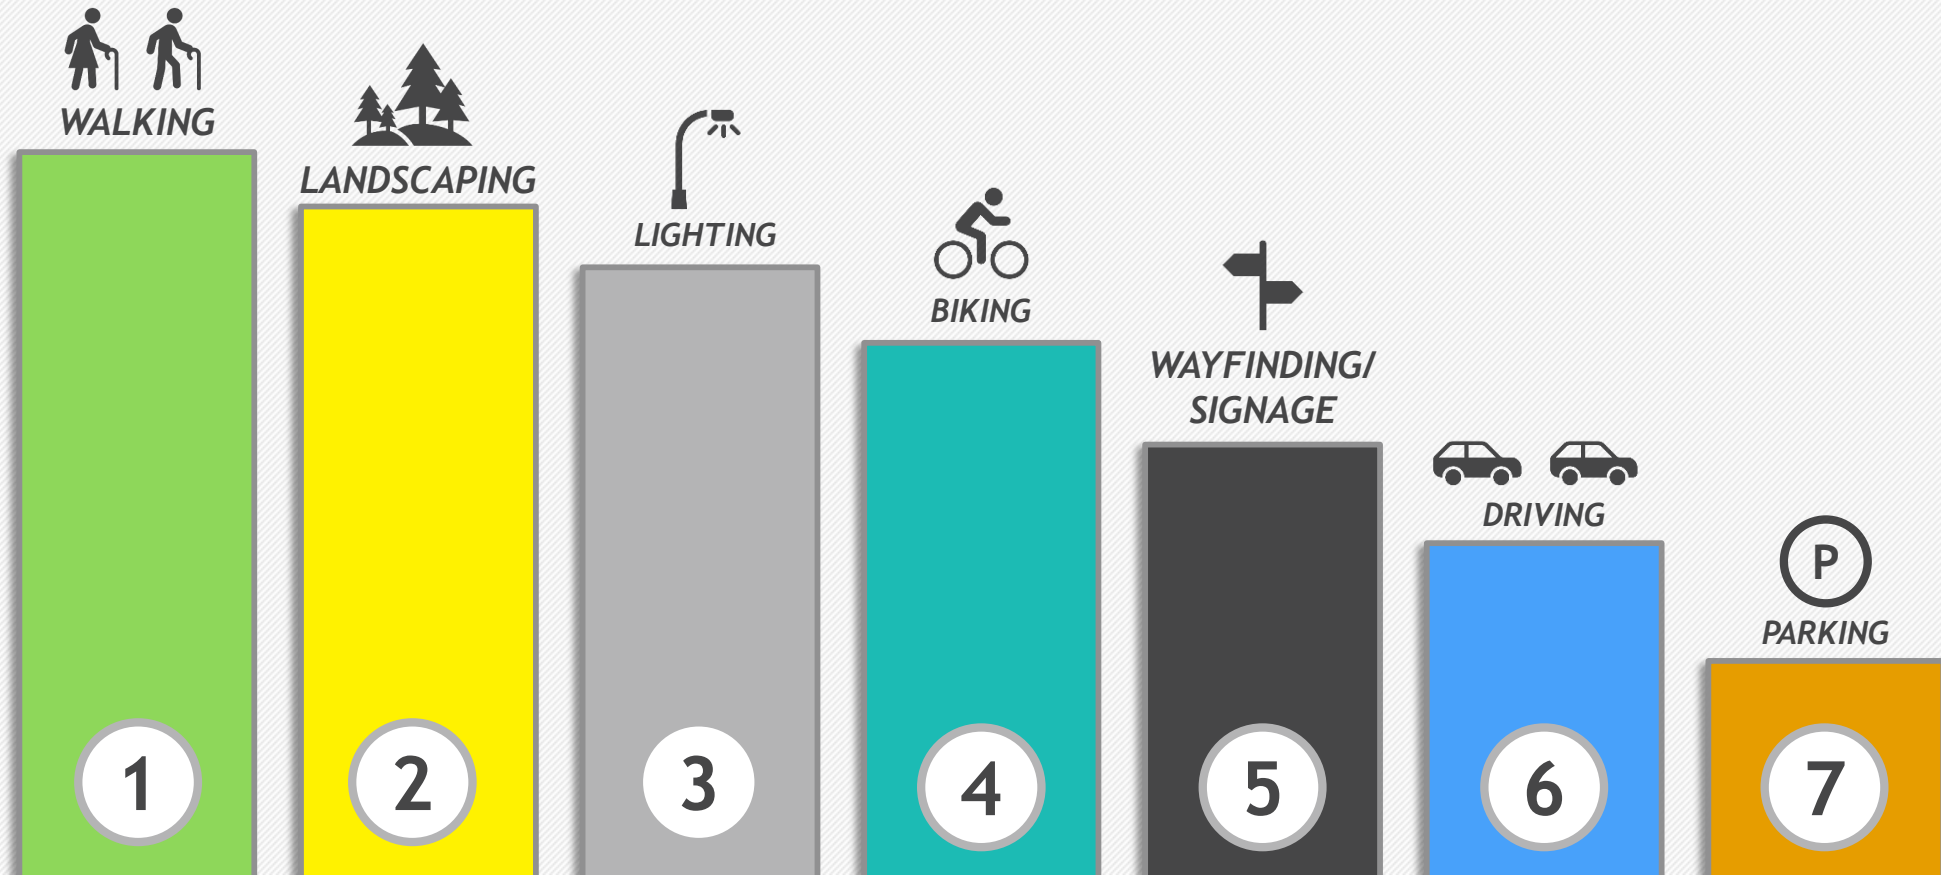 WALKING
LANDSCAPING
LIGHTING
BIKING
WAYFINDING/
SIGNAGE
DRIVING
P
PARKING
1
2
3
4
5
6
7